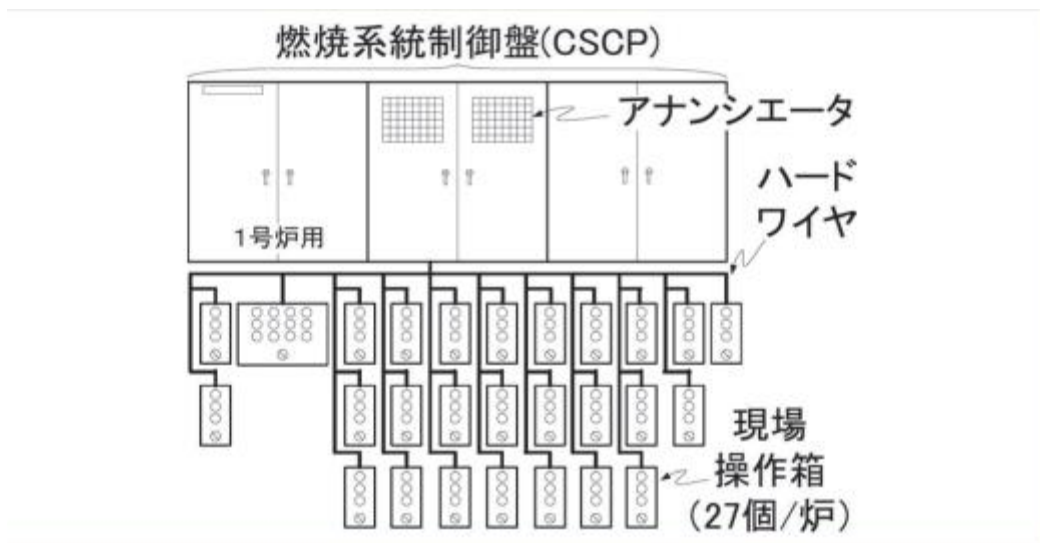 燃焼系統制御盤(CSCP)
アナンシエータ
ハード
ワイヤ
1号炉用
現場
操作箱
(27個/炉)